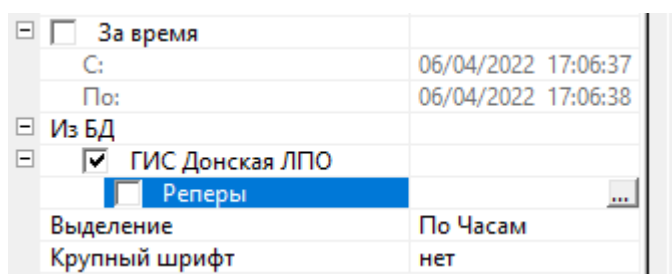 За время
С: 06/04/2022 17:06:37
По: 06/04/2022 17:06:38
Из БД
ГИС Донская ЛПО
Реперы ...
Выделение По Часам
Крупный шрифт нет